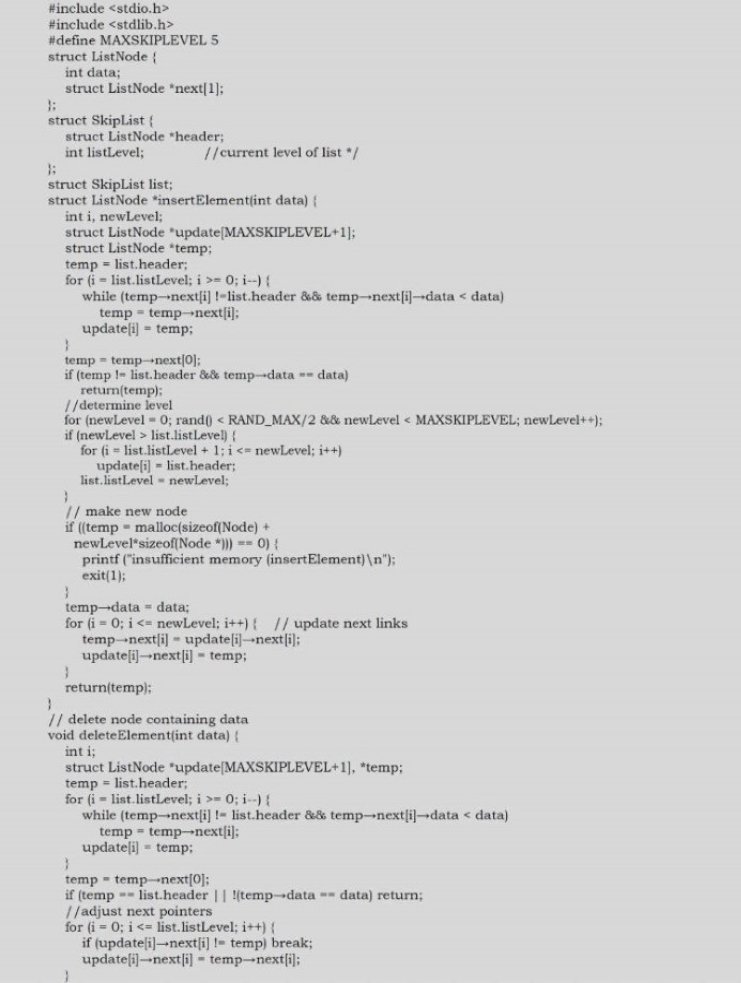 #include <stdio.h>
#include <stdlib.h>
#define MAXSKIPLEVEL 5
struct ListNode {
int data;
struct ListNode *next[1];
};
struct SkipList {
struct ListNode *header;
int listLevel; //current level of list */
};
struct SkipList list;
struct ListNode *insertElement(int data) {
int i, newLevel;
struct ListNode *update[MAXSKIPLEVEL+1];
struct ListNode *temp;
temp = list.header;
for (i = list.listLevel; i >= 0; i--) {
while (temp→next[i] !=list.header && temp→next[i]→data < data)
temp = temp→next[i];
update[i] = temp;
}
temp = temp→next[0];
if (temp != list.header && temp→data == data)
return(temp);
//determine level
for (newLevel = 0; rand() < RAND_MAX/2 && newLevel < MAXSKIPLEVEL; newLevel++);
if (newLevel > list.listLevel) {
for (i = list.listLevel + 1; i <= newLevel; i++)
update[i] = list.header;
list.listLevel = newLevel;
}
// make new node
if ((temp = malloc(sizeof(Node) +
newLevel*sizeof(Node *))) == 0) {
printf ("insufficient memory (insertElement)\n");
exit(1);
}
temp→data = data;
for (i = 0; i <= newLevel; i++) { // update next links
temp→next[i] = update[i]→next[i];
update[i]→next[i] = temp;
}
return(temp);
}
// delete node containing data
void deleteElement(int data) {
int i;
struct ListNode *update[MAXSKIPLEVEL+1], *temp;
temp = list.header;
for (i = list.listLevel; i >= 0; i--) {
while (temp→next[i] != list.header && temp→next[i]→data < data)
temp = temp→next[i];
update[i] = temp;
}
temp = temp→next[0];
if (temp == list.header || !(temp→data == data) return;
//adjust next pointers
for (i = 0; i <= list.listLevel; i++) {
if (update[i]→next[i] != temp) break;
update[i]→next[i] = temp→next[i];
}